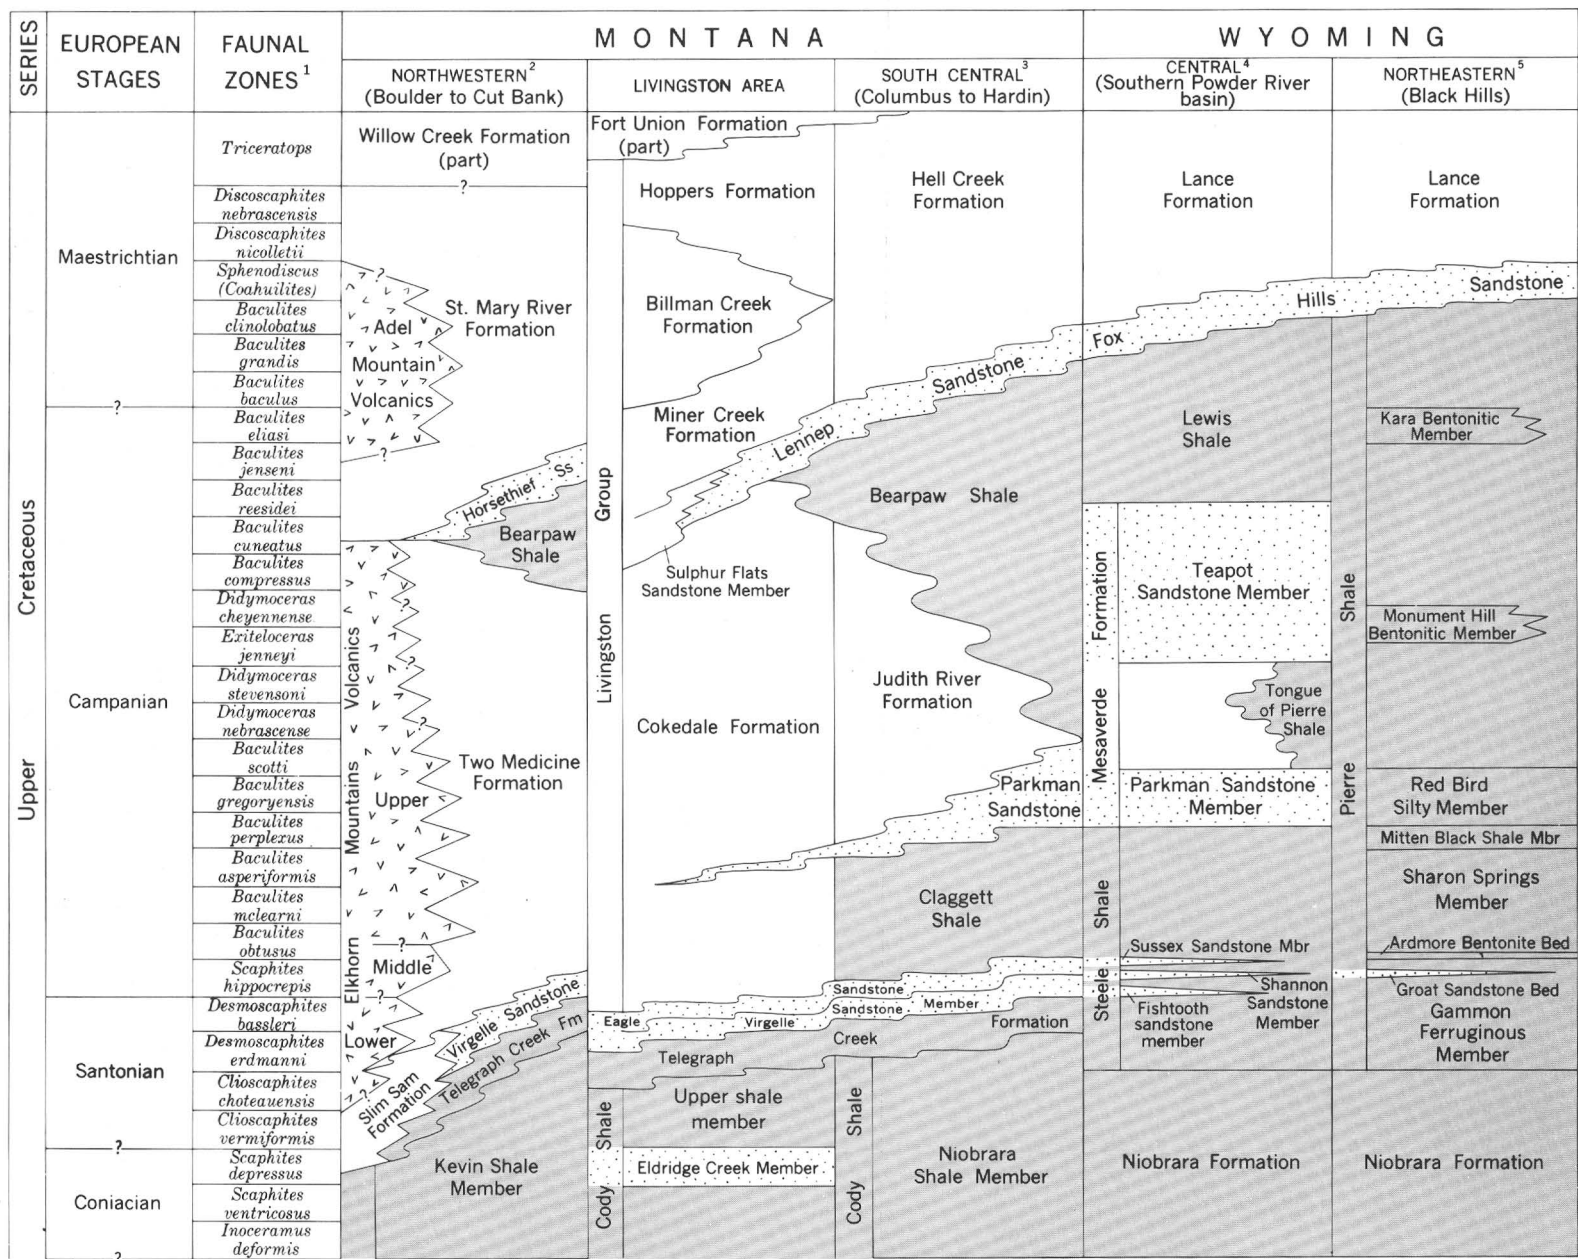 SERIES
EUROPEAN
STAGES
FAUNAL
ZONES 1
MONTANA
WYOMING
NORTHWESTERN 2
(Boulder to Cut Bank)
LIVINGSTON AREA
SOUTH CENTRAL 3
(Columbus to Hardin)
CENTRAL 4
(Southern Powder River
basin)
NORTHEASTERN 5
(Black Hills)
Upper Cretaceous
Maestrichtian
?
Campanian
Santonian
?
Coniacian
?
Triceratops
Discoscaphites
nebrascensis
Discoscaphites
nicolletii
Sphenodiscus
(Coahuilites)
Baculites
clinolobatus
Baculites
grandis
Baculites
baculus
Baculites
eliasi
Baculites
jenseni
Baculites
reesidei
Baculites
cuneatus
Baculites
compressus
Didymoceras
cheyennense
Exiteloceras
jenneyi
Didymoceras
stevensoni
Didymoceras
nebrascense
Baculites
scotti
Baculites
gregoryensis
Baculites
perplexus
Baculites
asperiformis
Baculites
mclearni
Baculites
obtusus
Scaphites
hippocrepis
Desmoscaphites
bassleri
Desmoscaphites
erdmanni
Clioscaphites
choteauensis
Clioscaphites
vermiformis
Scaphites
depressus
Scaphites
ventricosus
Inoceramus
deformis
Willow Creek Formation
(part)
?
?
Adel
Mountain
Volcanics
?
St. Mary River
Formation
Horsethief Ss
Bearpaw
Shale
Elkhorn Mountains Volcanics
?
?
?
Upper
Two Medicine
Formation
?
Middle
?
Lower
?
Virgelle Sandstone
Telegraph Creek Fm
Slim Sam
Formation
Kevin Shale
Member
Fort Union Formation
(part)
Livingston Group
Hoppers Formation
Billman Creek
Formation
Miner Creek
Formation
Sulphur Flats
Sandstone Member
Cokedale Formation
Eagle Sandstone
Virgelle Sandstone Member
Telegraph Creek Formation
Cody Shale
Upper shale
member
Eldridge Creek Member
Hell Creek
Formation
Lennep Sandstone
Bearpaw Shale
Judith River
Formation
Parkman
Sandstone
Claggett
Shale
Cody Shale
Niobrara
Shale Member
Lance
Formation
Fox Hills Sandstone
Lewis
Shale
Mesaverde Formation
Teapot
Sandstone Member
Tongue
of Pierre
Shale
Parkman Sandstone
Member
Steele Shale
Sussex Sandstone Mbr
Shannon
Sandstone
Member
Fishtooth
sandstone
member
Niobrara Formation
Lance
Formation
Pierre Shale
Kara Bentonitic
Member
Monument Hill
Bentonitic Member
Red Bird
Silty Member
Mitten Black Shale Mbr
Sharon Springs
Member
Ardmore Bentonite Bed
Groat Sandstone Bed
Gammon
Ferruginous
Member
Niobrara Formation